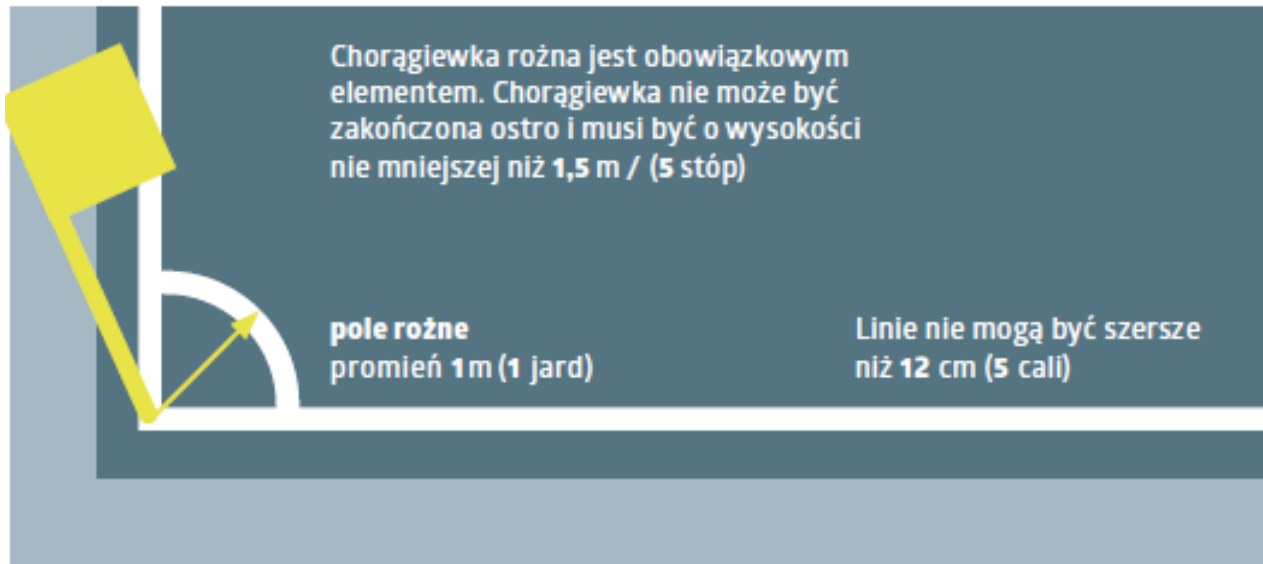 Chorągiewka rożna jest obowiązkowym
elementem. Chorągiewka nie może być
zakończona ostro i musi być o wysokości
nie mniejszej niż 1,5 m / (5 stóp)
pole rożne
promień 1 m (1 jard)
Linie nie mogą być szersze
niż 12 cm (5 cali)